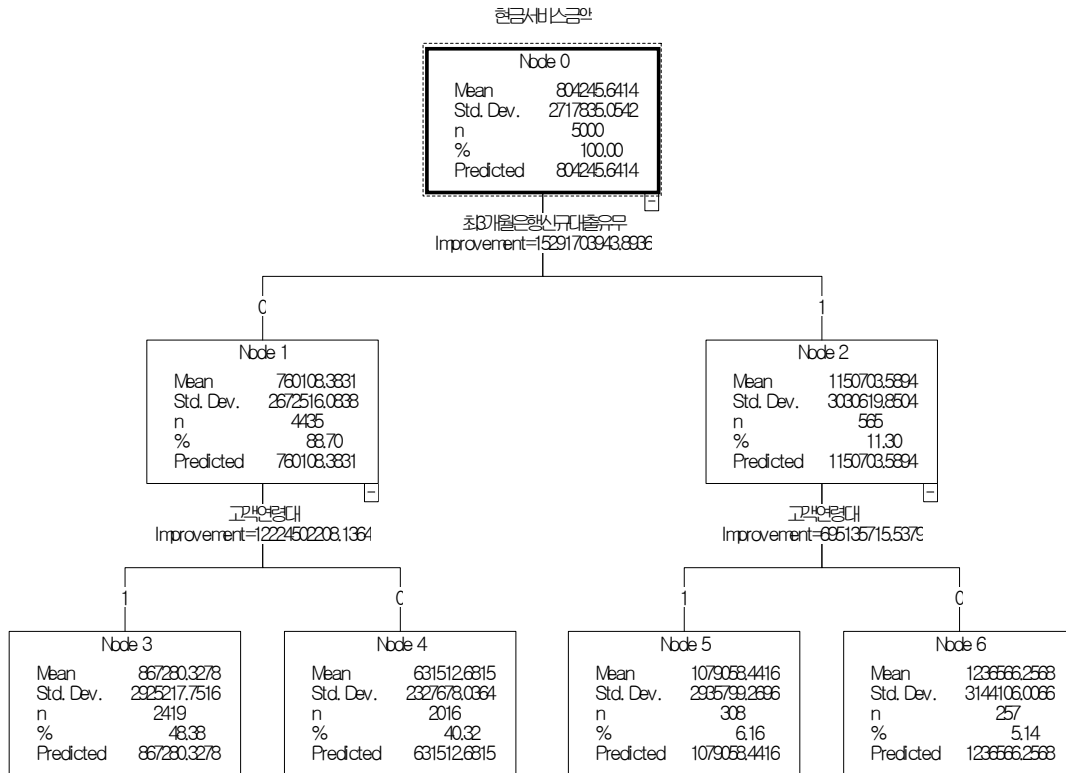 현금서비스금액
Node 0
Mean 804245.6414
Std. Dev. 2717835.0542
n 5000
% 100.00
Predicted 804245.6414
최3개월은행신규대출유무
Improvement=15291703943.8936
0
1
Node 1
Mean 760108.3831
Std. Dev. 2672516.0838
n 4435
% 88.70
Predicted 760108.3831
Node 2
Mean 1150703.5894
Std. Dev. 3030619.8504
n 565
% 11.30
Predicted 1150703.5894
고객연령대
Improvement=12224502208.1364
고객연령대
Improvement=695135715.5379
1
0
1
0
Node 3
Mean 867280.3278
Std. Dev. 2925217.7516
n 2419
% 48.38
Predicted 867280.3278
Node 4
Mean 631512.6815
Std. Dev. 2327678.0364
n 2016
% 40.32
Predicted 631512.6815
Node 5
Mean 1079058.4416
Std. Dev. 2935799.2696
n 308
% 6.16
Predicted 1079058.4416
Node 6
Mean 1236566.2568
Std. Dev. 3144106.0066
n 257
% 5.14
Predicted 1236566.2568